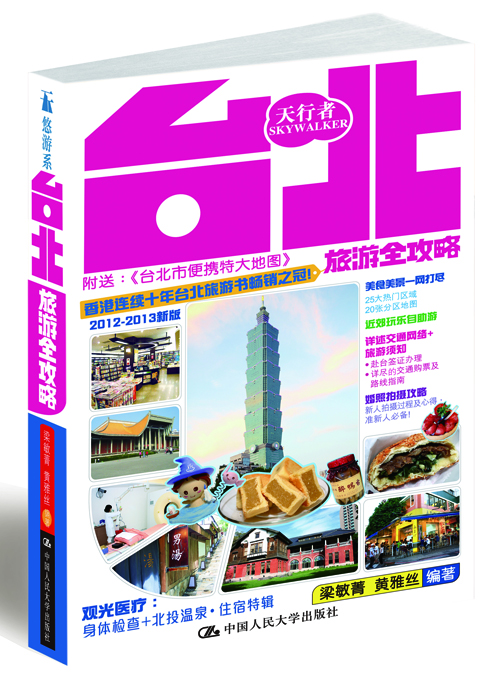 天
悠游系
台北
旅游全攻略
梁敏菁 黄雅丝
中国人民大学出版社
台北
天行者
SKYWALKER
附送：《台北市便携特大地图》
旅游全攻略
香港连续十年台北旅游书畅销之冠！
2012-2013新版
美食美景一网打尽
25大热门区域
20张分区地图
近郊玩乐自助游
详述交通网络+
旅游须知
• 赴台签证办理
• 详尽的交通购票及
路线指南
婚照拍摄攻略
新人拍摄过程及心得，
准新人必备！
男湯
梁敏菁 黄雅丝 编著
观光医疗：
身体检查+北投温泉·住宿特辑
中国人民大学出版社